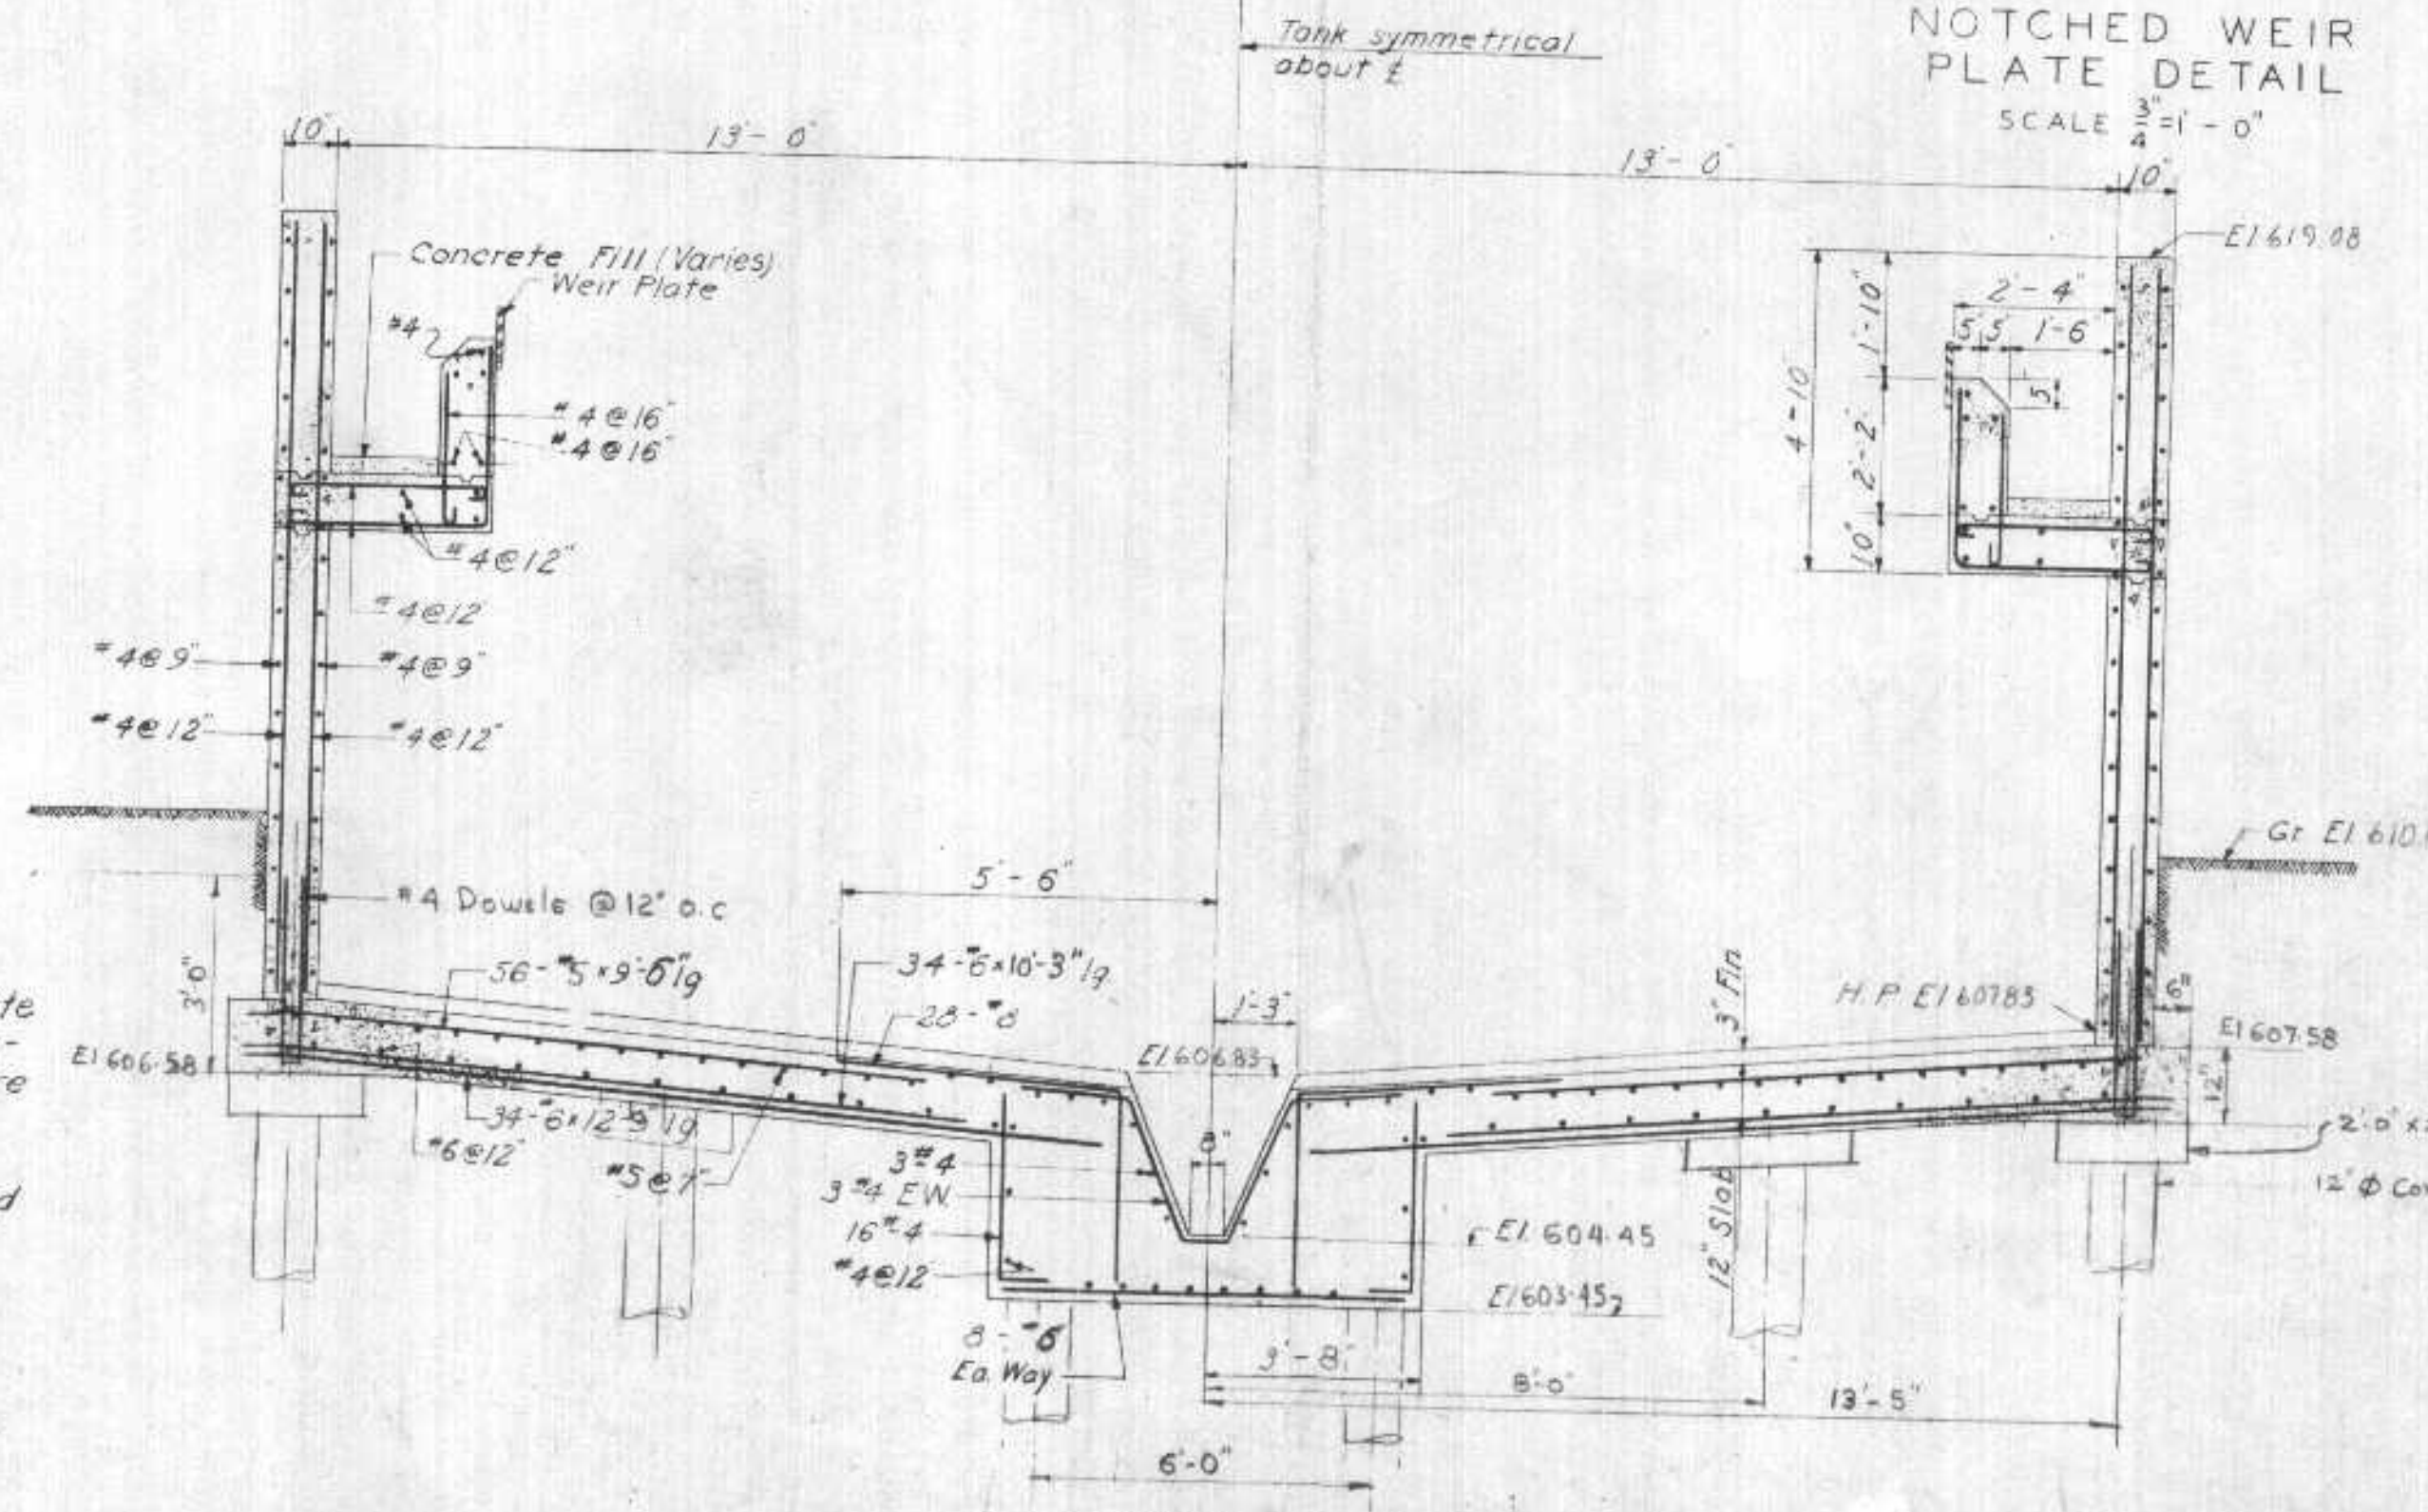 Tank symmetrical
about ℄
NOTCHED WEIR
PLATE DETAIL
SCALE 3/4"=1'-0"
10"
13'-0"
13'-0"
10"
El 619.08
Concrete Fill (Varies)
Weir Plate
#4
#4@16"
#4@16"
#4@12"
#4@12"
2'-4"
5" 5" 1'-6"
5"
1'-10"
4'-10"
2'-2"
10"
#4@9"
#4@9"
#4@12"
#4@12"
Gr El 610.
5'-6"
#4 Dowels @12" o.c
3'-0"
56-#5x9'-6"lg
34-#6x10'-3"lg
28-#8
1'-3"
3" Fin
H.P. El 607.83
6"
El 606.83
El 607.58
El 606.58
12"
34-#6x12'-9"lg
#6@12"
#5@7"
8"
3#4
3#4 EW.
16#4
#4@12
El. 604.45
12" Slab
El 603.45
2'-0" x
12" Ø Co
8-#6
Ea. Way
3'-8"
8'-0"
13'-5"
6'-0"
te
d